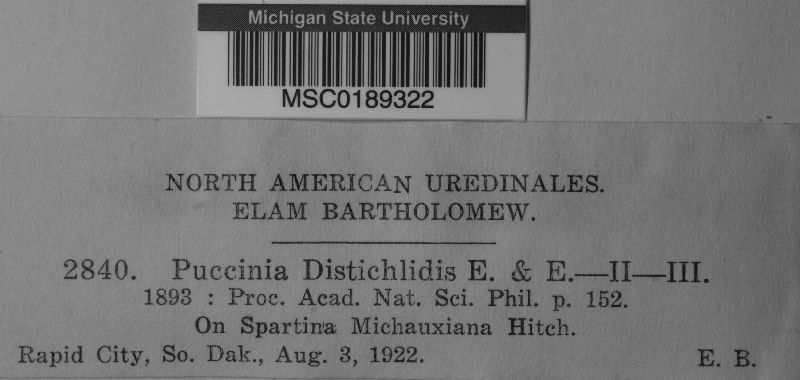 Michigan State University
MSC0189322
NORTH AMERICAN UREDINALES.
ELAM BARTHOLOMEW.
2840. Puccinia Distichlidis E. & E.—II—III.
1893 : Proc. Acad. Nat. Sci. Phil. p. 152.
On Spartina Michauxiana Hitch.
Rapid City, So. Dak., Aug. 3, 1922. E. B.